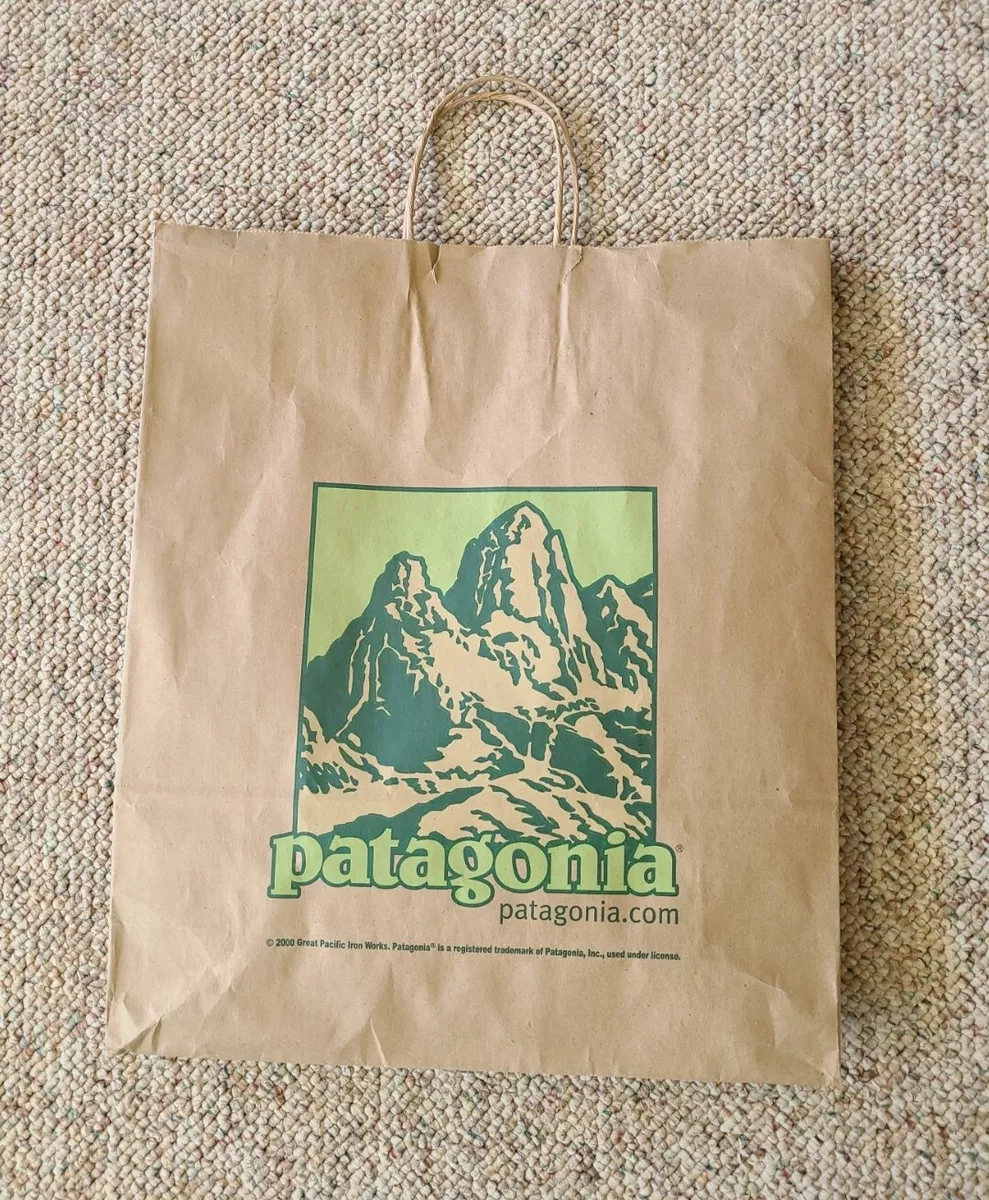 patagonia®
patagonia.com
© 2000 Great Pacific Iron Works. Patagonia® is a registered trademark of Patagonia, Inc., used under license.